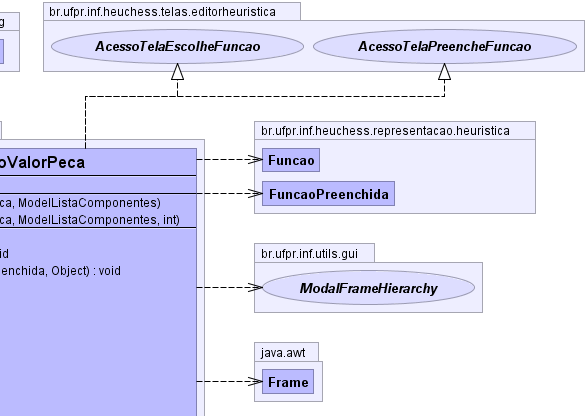 br.ufpr.inf.heuchess.telas.editorheuristica
g
AcessoTelaEscolheFuncao
AcessoTelaPreencheFuncao
br.ufpr.inf.heuchess.representacao.heuristica
oValorPeca
Funcao
FuncaoPreenchida
ca, ModelListaComponentes)
ca, ModelListaComponentes, int)
br.ufpr.inf.utils.gui
id
enchida, Object) : void
ModalFrameHierarchy
java.awt
Frame